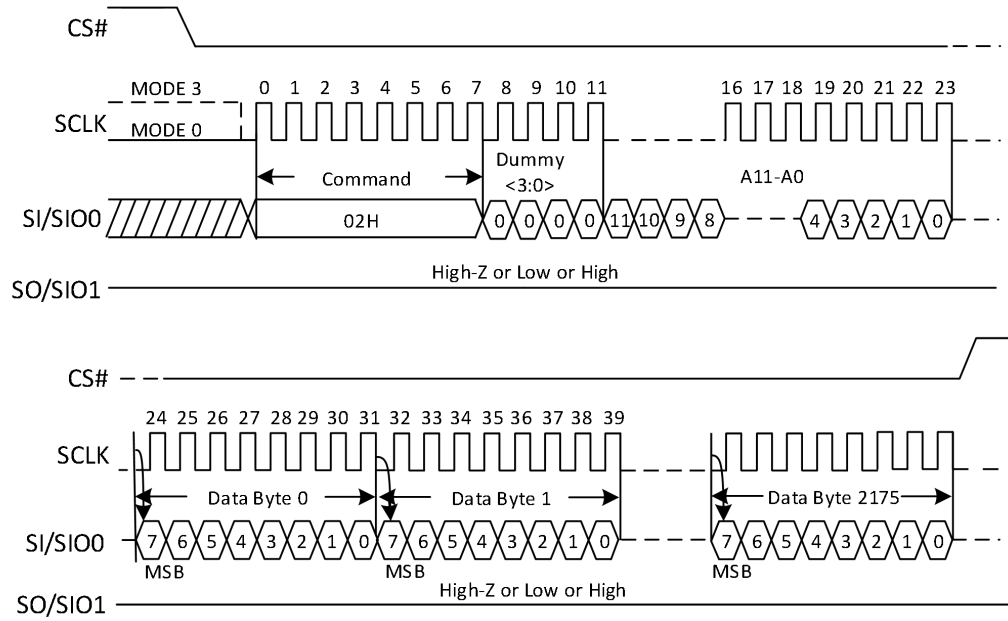 CS#
MODE 3
0 1 2 3 4 5 6 7 8 9 10 11 16 17 18 19 20 21 22 23
SCLK
MODE 0
Dummy
Command
<3:0>
A11-A0
SI/SIO0
02H
0 0 0 0 11 10 9 8 4 3 2 1 0
High-Z or Low or High
SO/SIO1
CS#
24 25 26 27 28 29 30 31 32 33 34 35 36 37 38 39
SCLK
Data Byte 0 Data Byte 1 Data Byte 2175
SI/SIO0
7 6 5 4 3 2 1 0 7 6 5 4 3 2 1 0 7 6 5 4 3 2 1 0
MSB MSB MSB
High-Z or Low or High
SO/SIO1